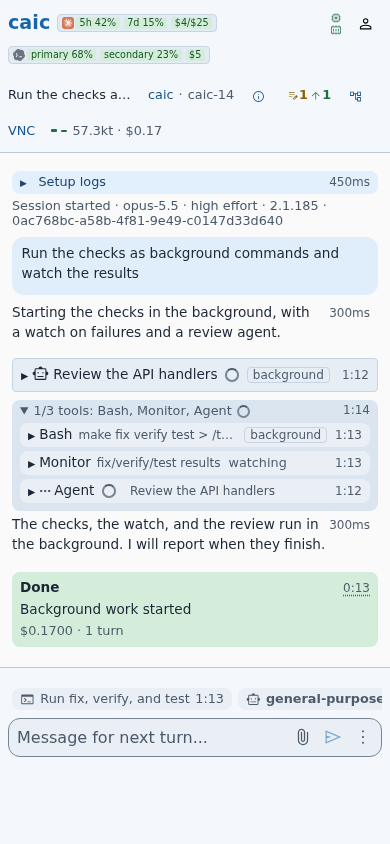 caic 5h 42% 7d 15% $4/$25
primary 68% secondary 23% $5
Run the checks a... caic · caic-14 1 ↑1
VNC 57.3kt · $0.17
▶ Setup logs 450ms
Session started · opus-5.5 · high effort · 2.1.185 ·
0ac768bc-a58b-4f81-9e49-c0147d33d640
Run the checks as background commands and
watch the results
Starting the checks in the background, with 300ms
a watch on failures and a review agent.
▶ Review the API handlers background 1:12
▼ 1/3 tools: Bash, Monitor, Agent 1:14
▶ Bash make fix verify test > /t... background 1:13
▶ Monitor fix/verify/test results watching 1:13
▶ ··· Agent Review the API handlers 1:12
The checks, the watch, and the review run in 300ms
the background. I will report when they finish.
Done 0:13
Background work started
$0.1700 · 1 turn
Run fix, verify, and test 1:13 general-purpose
Message for next turn...